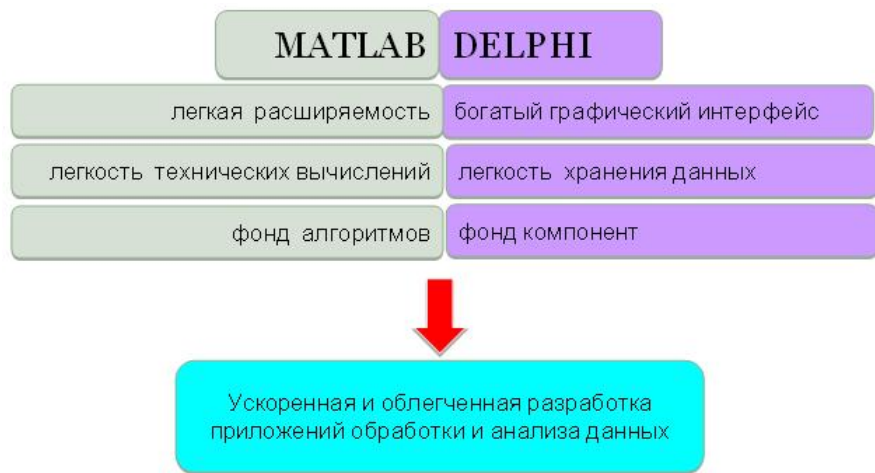 MATLAB DELPHI
легкая расширяемость богатый графический интерфейс
легкость технических вычислений легкость хранения данных
фонд алгоритмов фонд компонент
Ускоренная и облегченная разработка
приложений обработки и анализа данных